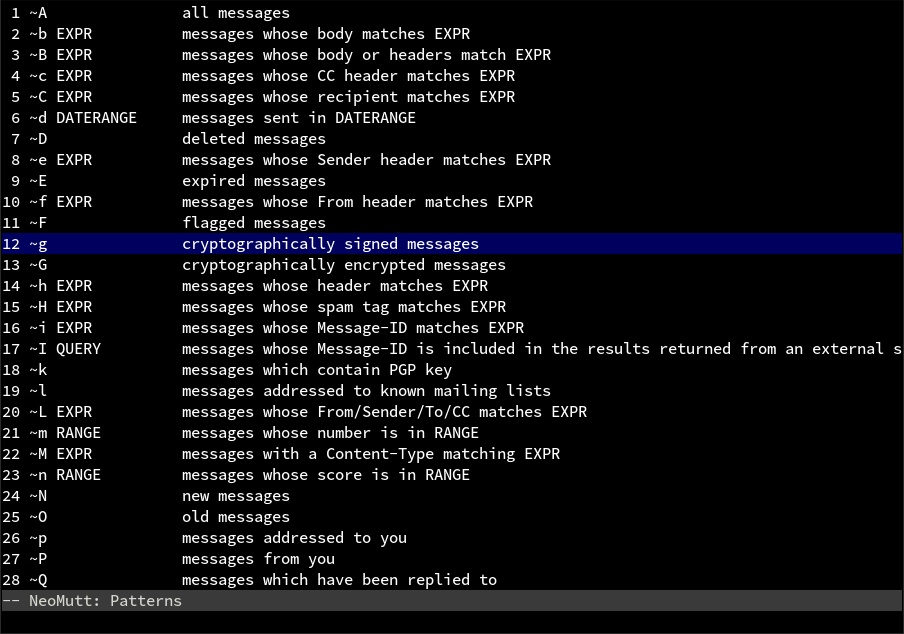 1 ~A all messages
2 ~b EXPR messages whose body matches EXPR
3 ~B EXPR messages whose body or headers match EXPR
4 ~c EXPR messages whose CC header matches EXPR
5 ~C EXPR messages whose recipient matches EXPR
6 ~d DATERANGE messages sent in DATERANGE
7 ~D deleted messages
8 ~e EXPR messages whose Sender header matches EXPR
9 ~E expired messages
10 ~f EXPR messages whose From header matches EXPR
11 ~F flagged messages
12 ~g cryptographically signed messages
13 ~G cryptographically encrypted messages
14 ~h EXPR messages whose header matches EXPR
15 ~H EXPR messages whose spam tag matches EXPR
16 ~i EXPR messages whose Message-ID matches EXPR
17 ~I QUERY messages whose Message-ID is included in the results returned from an external s
18 ~k messages which contain PGP key
19 ~l messages addressed to known mailing lists
20 ~L EXPR messages whose From/Sender/To/CC matches EXPR
21 ~m RANGE messages whose number is in RANGE
22 ~M EXPR messages with a Content-Type matching EXPR
23 ~n RANGE messages whose score is in RANGE
24 ~N new messages
25 ~O old messages
26 ~p messages addressed to you
27 ~P messages from you
28 ~Q messages which have been replied to
-- NeoMutt: Patterns